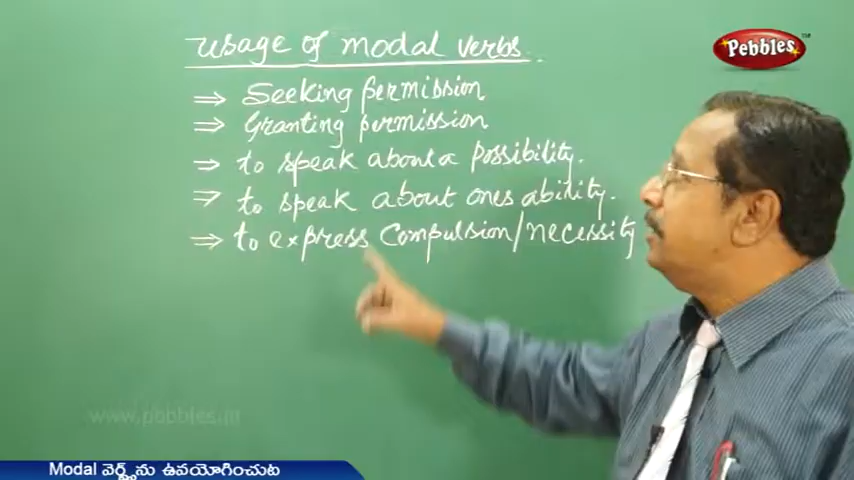 usage of modal verbs.
Pebbles
TM
⇒ Seeking permission
⇒ Granting permission
⇒ to speak about a possibility.
⇒ to speak about ones ability.
⇒ to express Compulsion/necessity
www.pebbles.in
Modal వెర్బ్స్‌ను ఉపయోగించుట